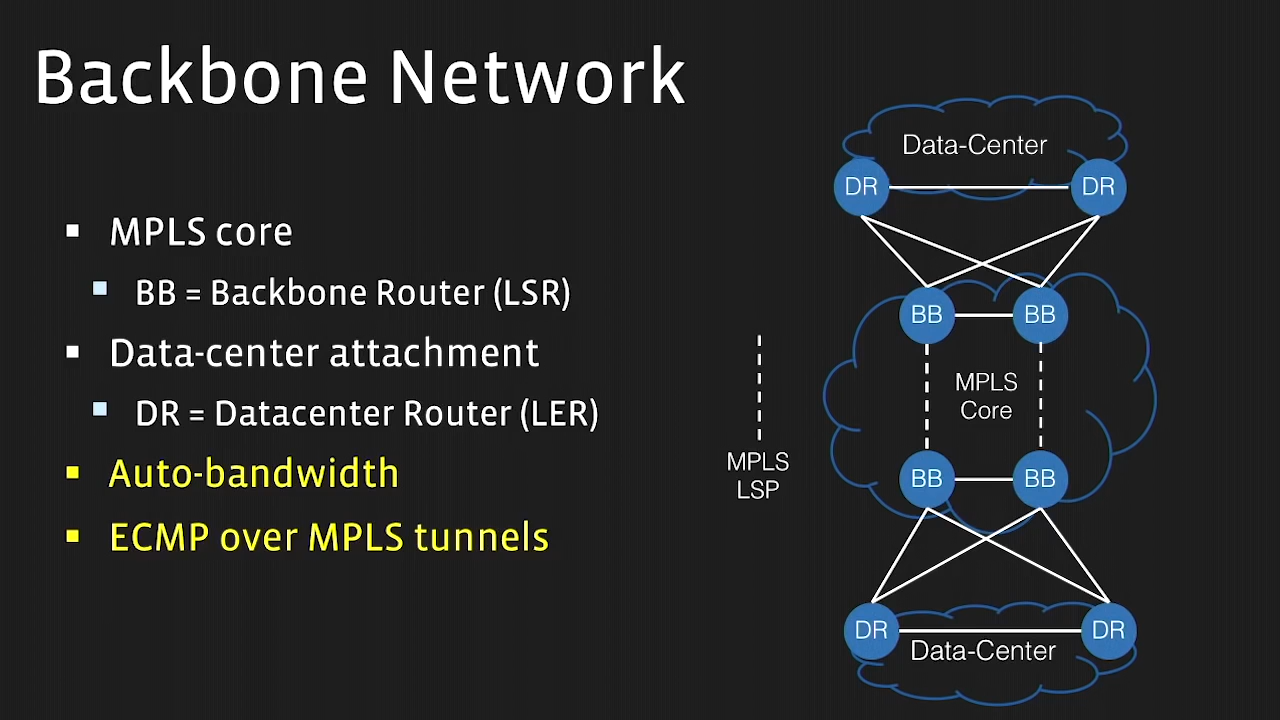 Backbone Network
MPLS core
BB = Backbone Router (LSR)
Data-center attachment
DR = Datacenter Router (LER)
Auto-bandwidth
ECMP over MPLS tunnels
MPLS
LSP
Data-Center
DR
DR
BB
BB
MPLS
Core
BB
BB
DR
DR
Data-Center